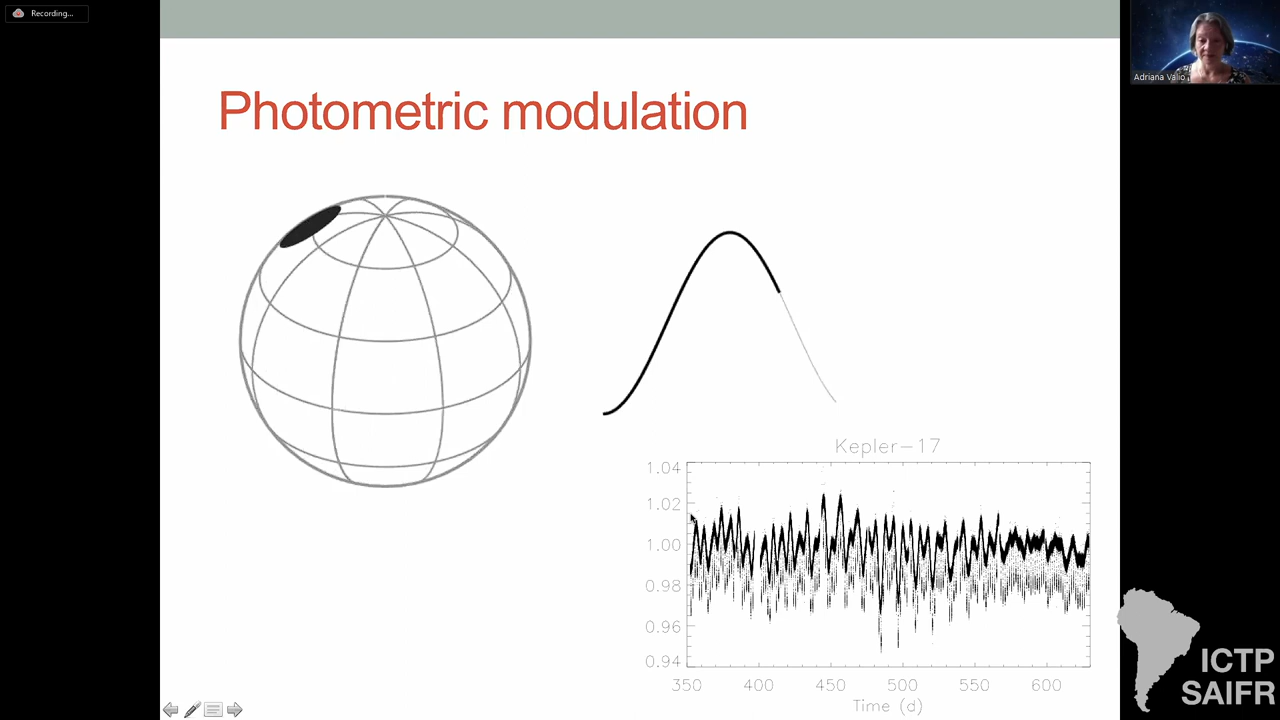 Recording...
Adriana Valio
Photometric modulation
Kepler-17
1.04
1.02
1.00
0.98
0.96
0.94
350 400 450 500 550 600
Time (d)
ICTP
SAIFR